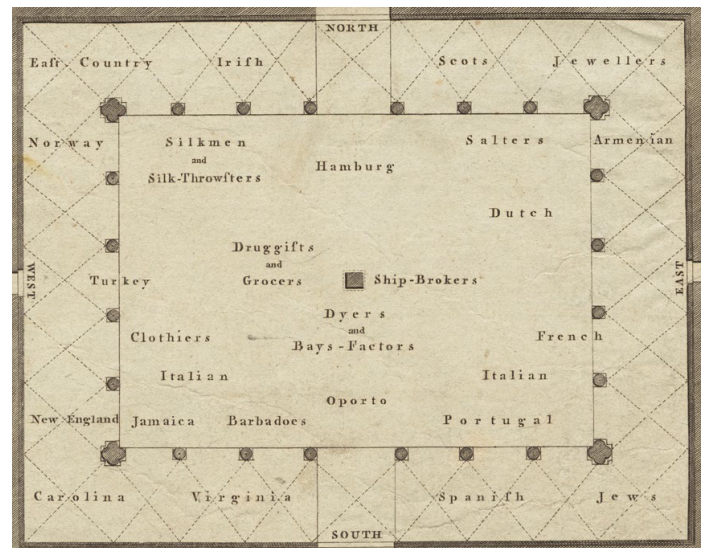 NORTH
Eaſt Country
Iriſh
Scots
Jewellers
Norway
Silkmen
and
Silk-Throwſters
Hamburg
Salters
Armenian
Dutch
Druggiſts
and
Grocers
Ship-Brokers
WEST
EAST
Turkey
Dyers
and
Bays-Factors
Clothiers
French
Italian
Italian
Oporto
New England
Jamaica
Barbadoes
Portugal
Carolina
Virginia
Spaniſh
Jews
SOUTH